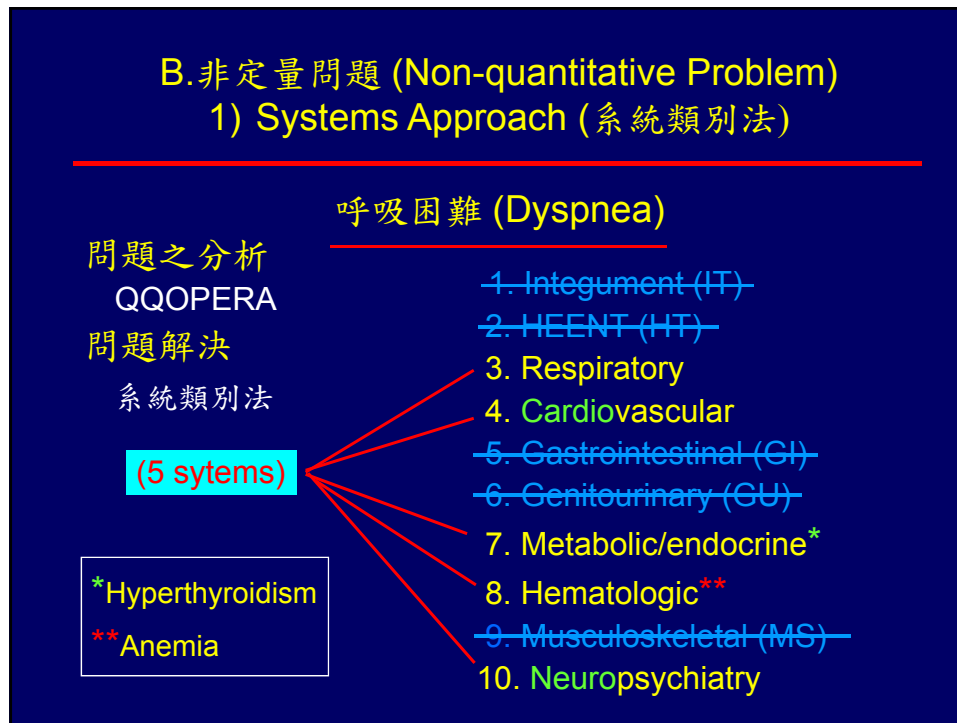 B.非定量問題 (Non-quantitative Problem)
1) Systems Approach (系統類別法)
呼吸困難 (Dyspnea)
問題之分析
QQOPERA
問題解決
系統類別法
(5 sytems)
*Hyperthyroidism
**Anemia
1. Integument (IT)
2. HEENT (HT)
3. Respiratory
4. Cardiovascular
5. Gastrointestinal (GI)
6. Genitourinary (GU)
7. Metabolic/endocrine*
8. Hematologic**
9. Musculoskeletal (MS)
10. Neuropsychiatry